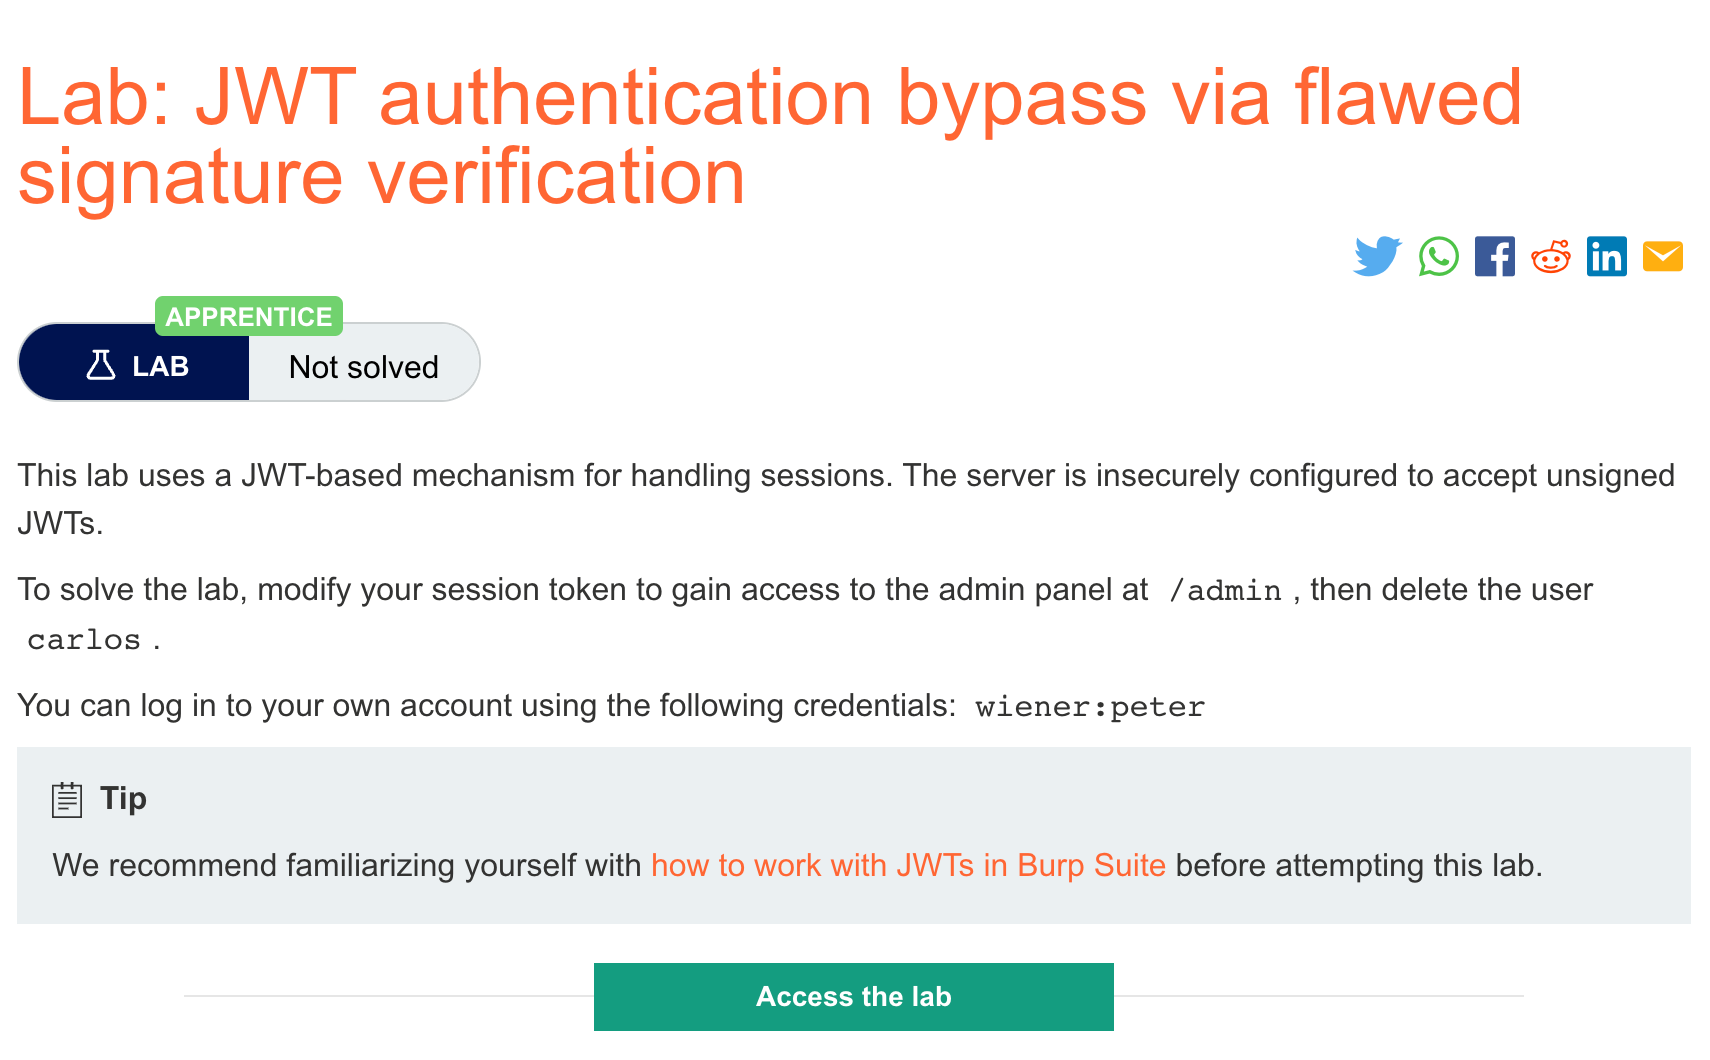 Lab: JWT authentication bypass via flawed
signature verification
APPRENTICE
LAB
Not solved
This lab uses a JWT-based mechanism for handling sessions. The server is insecurely configured to accept unsigned
JWTs.
To solve the lab, modify your session token to gain access to the admin panel at /admin , then delete the user
carlos .
You can log in to your own account using the following credentials: wiener:peter
Tip
We recommend familiarizing yourself with how to work with JWTs in Burp Suite before attempting this lab.
Access the lab